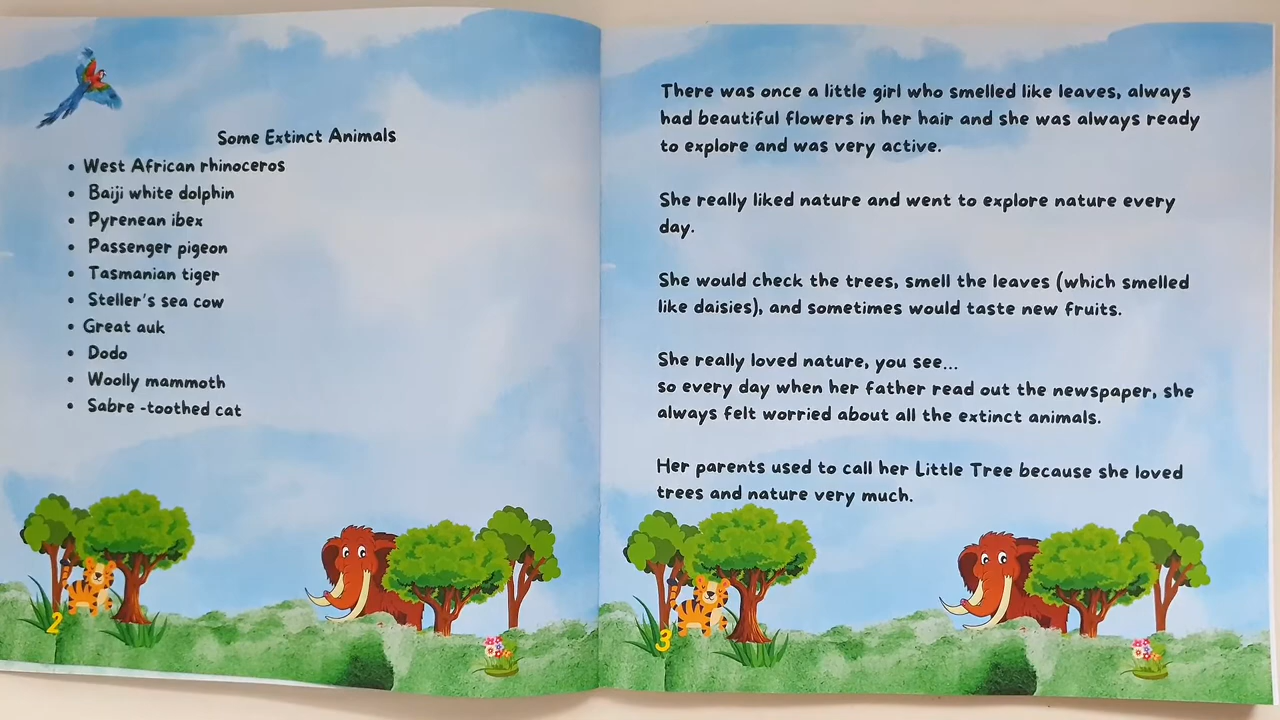 Some Extinct Animals
• West African rhinoceros
• Baiji white dolphin
• Pyrenean ibex
• Passenger pigeon
• Tasmanian tiger
• Steller's sea cow
• Great auk
• Dodo
• Woolly mammoth
• Sabre -toothed cat
2
There was once a little girl who smelled like leaves, always
had beautiful flowers in her hair and she was always ready
to explore and was very active.
She really liked nature and went to explore nature every
day.
She would check the trees, smell the leaves (which smelled
like daisies), and sometimes would taste new fruits.
She really loved nature, you see...
so every day when her father read out the newspaper, she
always felt worried about all the extinct animals.
Her parents used to call her Little Tree because she loved
trees and nature very much.
3